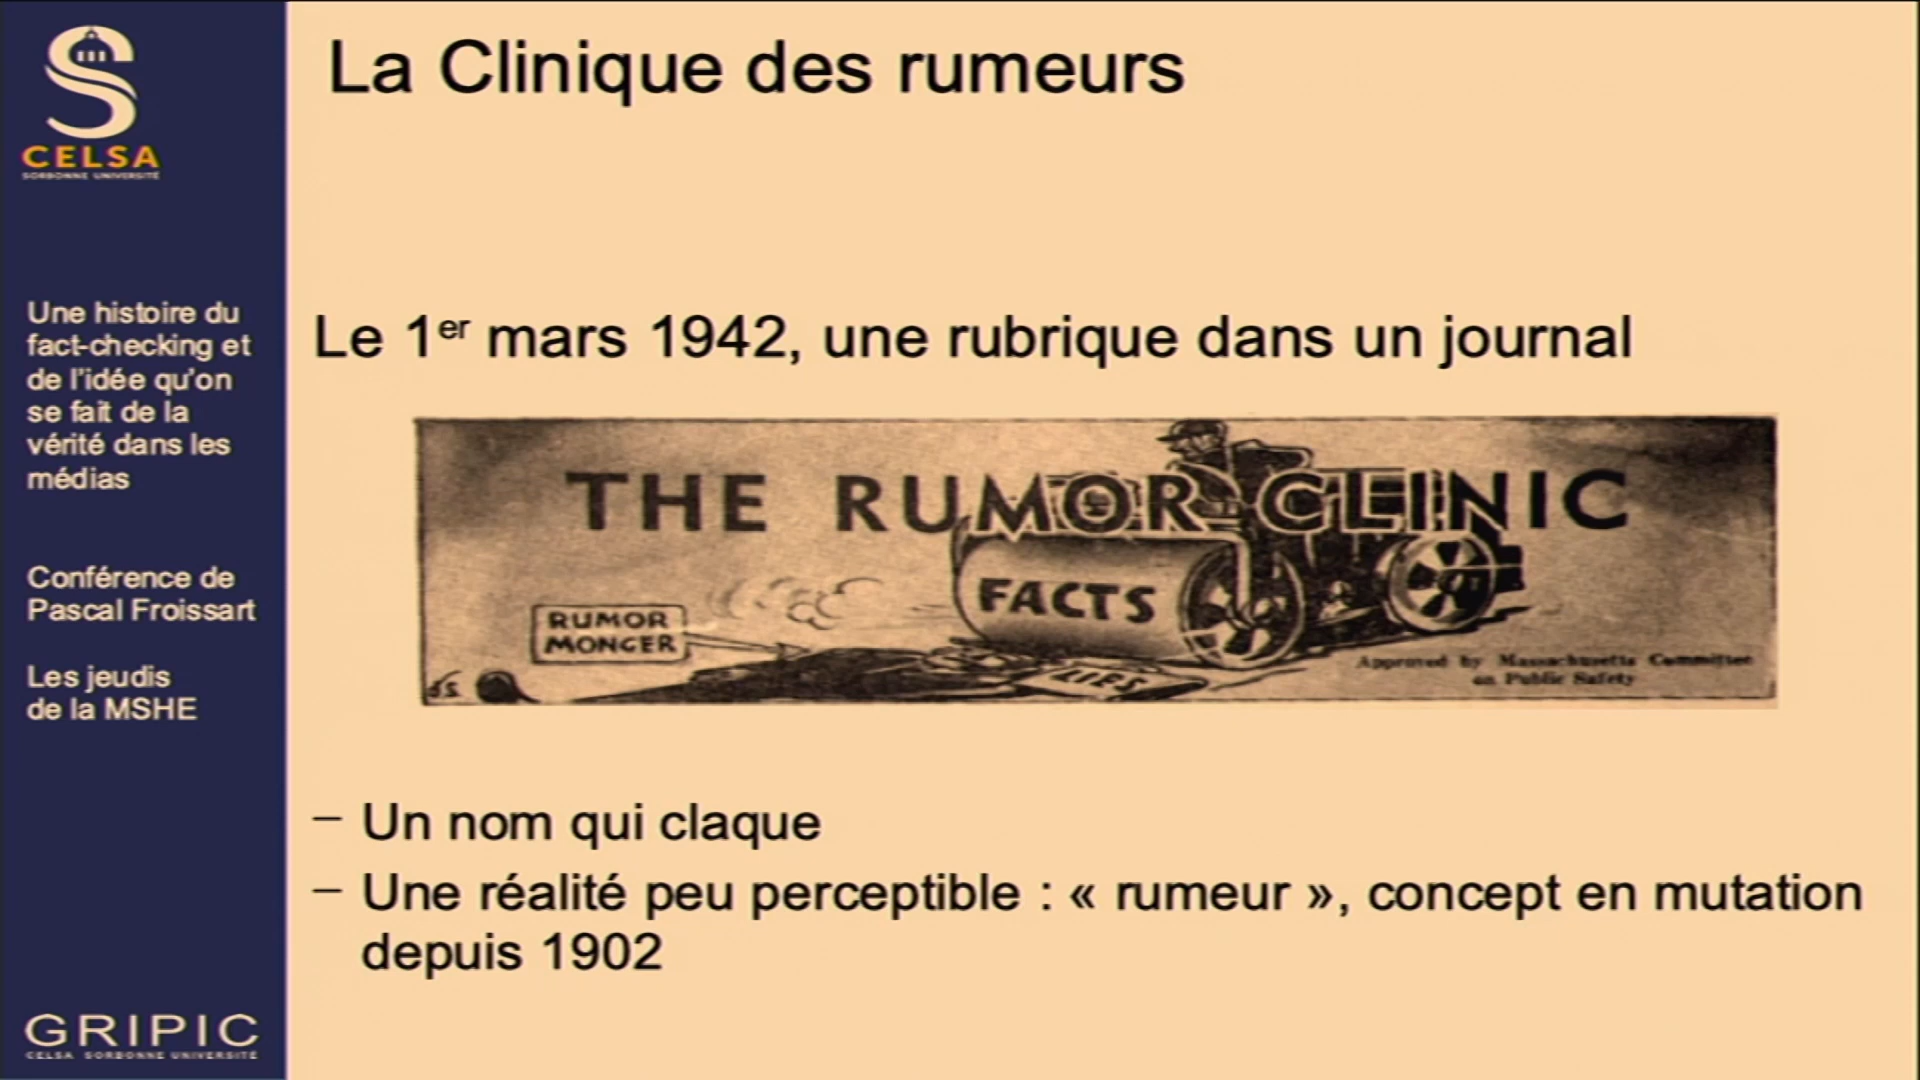 S
CELSA
SORBONNE UNIVERSITÉ
Une histoire du
fact-checking et
de l'idée qu'on
se fait de la
vérité dans les
médias
Conférence de
Pascal Froissart
Les jeudis
de la MSHE
GRIPIC
CELSA SORBONNE UNIVERSITÉ
La Clinique des rumeurs
Le 1er mars 1942, une rubrique dans un journal
THE RUMOR CLINIC
FACTS
RUMOR
MONGER
LIES
Approved by Massachusetts Committee
on Public Safety
– Un nom qui claque
– Une réalité peu perceptible : « rumeur », concept en mutation
depuis 1902